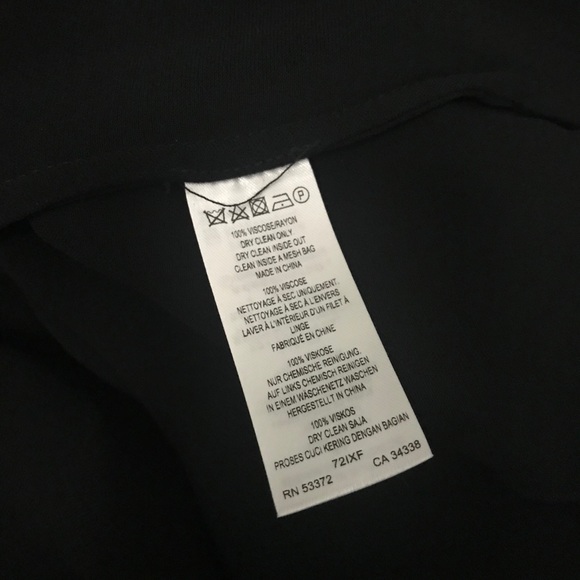 100% VISCOSE/RAYON
DRY CLEAN ONLY
DRY CLEAN INSIDE OUT
CLEAN INSIDE A MESH BAG
MADE IN CHINA
100% VISCOSE
NETTOYAGE À SEC UNIQUEMENT.
NETTOYAGE À SEC À L'ENVERS
LAVER À L'INTÉRIEUR D'UN FILET À
LINGE
FABRIQUÉ EN CHINE
100% VISKOSE
NUR CHEMISCHE REINIGUNG.
AUF LINKS CHEMISCH REINIGEN
IN EINEM WÄSCHENETZ WASCHEN
HERGESTELLT IN CHINA
100% VISKOS
DRY CLEAN SAJA
PROSES CUCI KERING DENGAN BAGIAN
72IXF
RN 53372 CA 34338